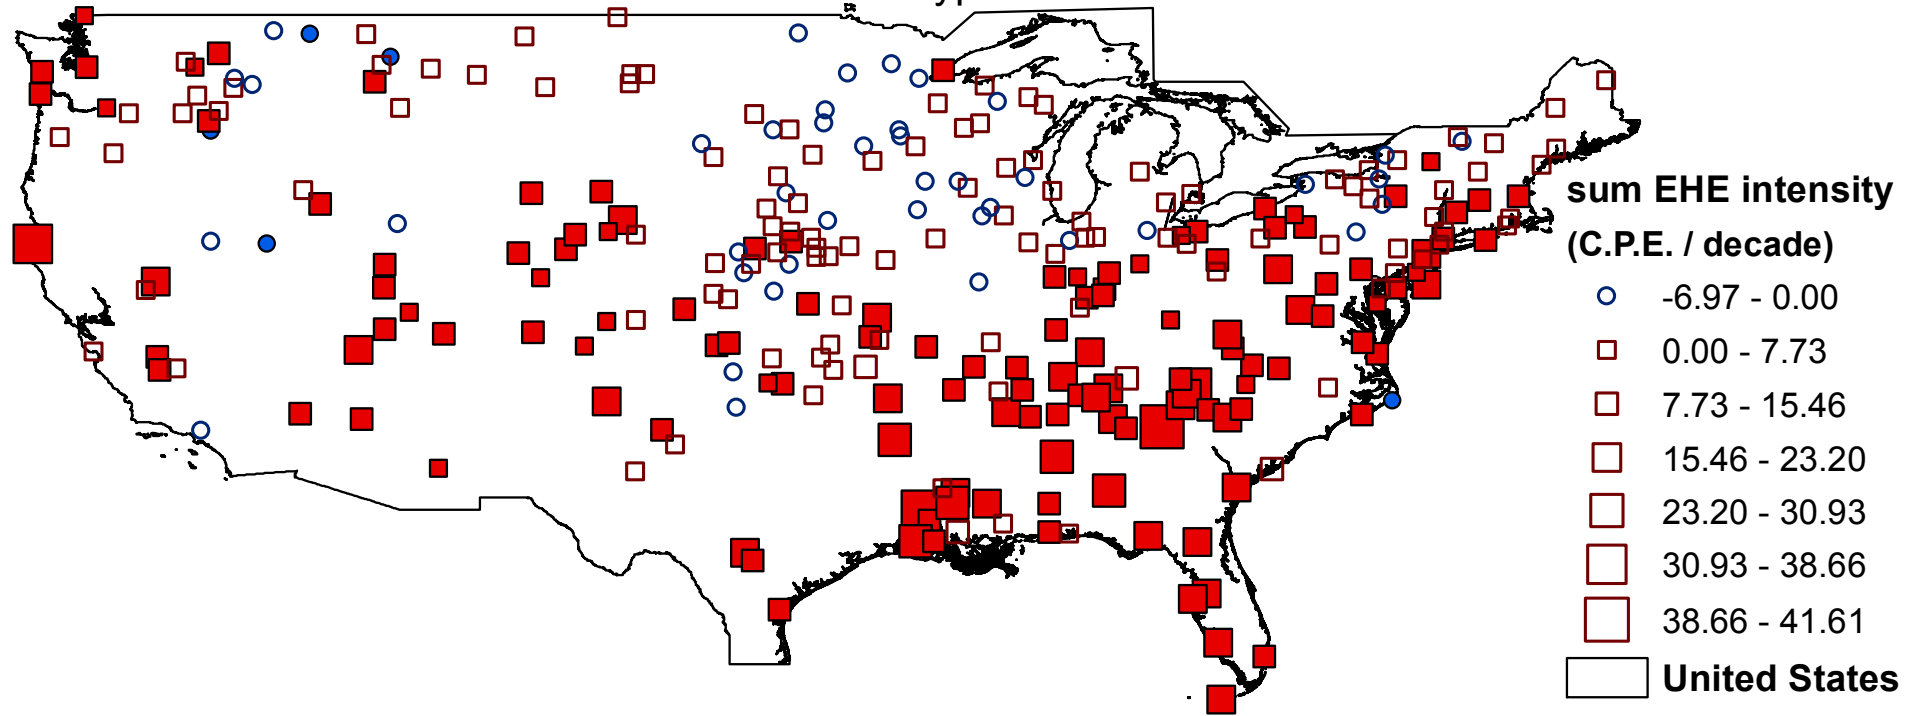 sum EHE intensity
(C.P.E. / decade)
-6.97 - 0.00
0.00 - 7.73
7.73 - 15.46
15.46 - 23.20
23.20 - 30.93
30.93 - 38.66
38.66 - 41.61
United States